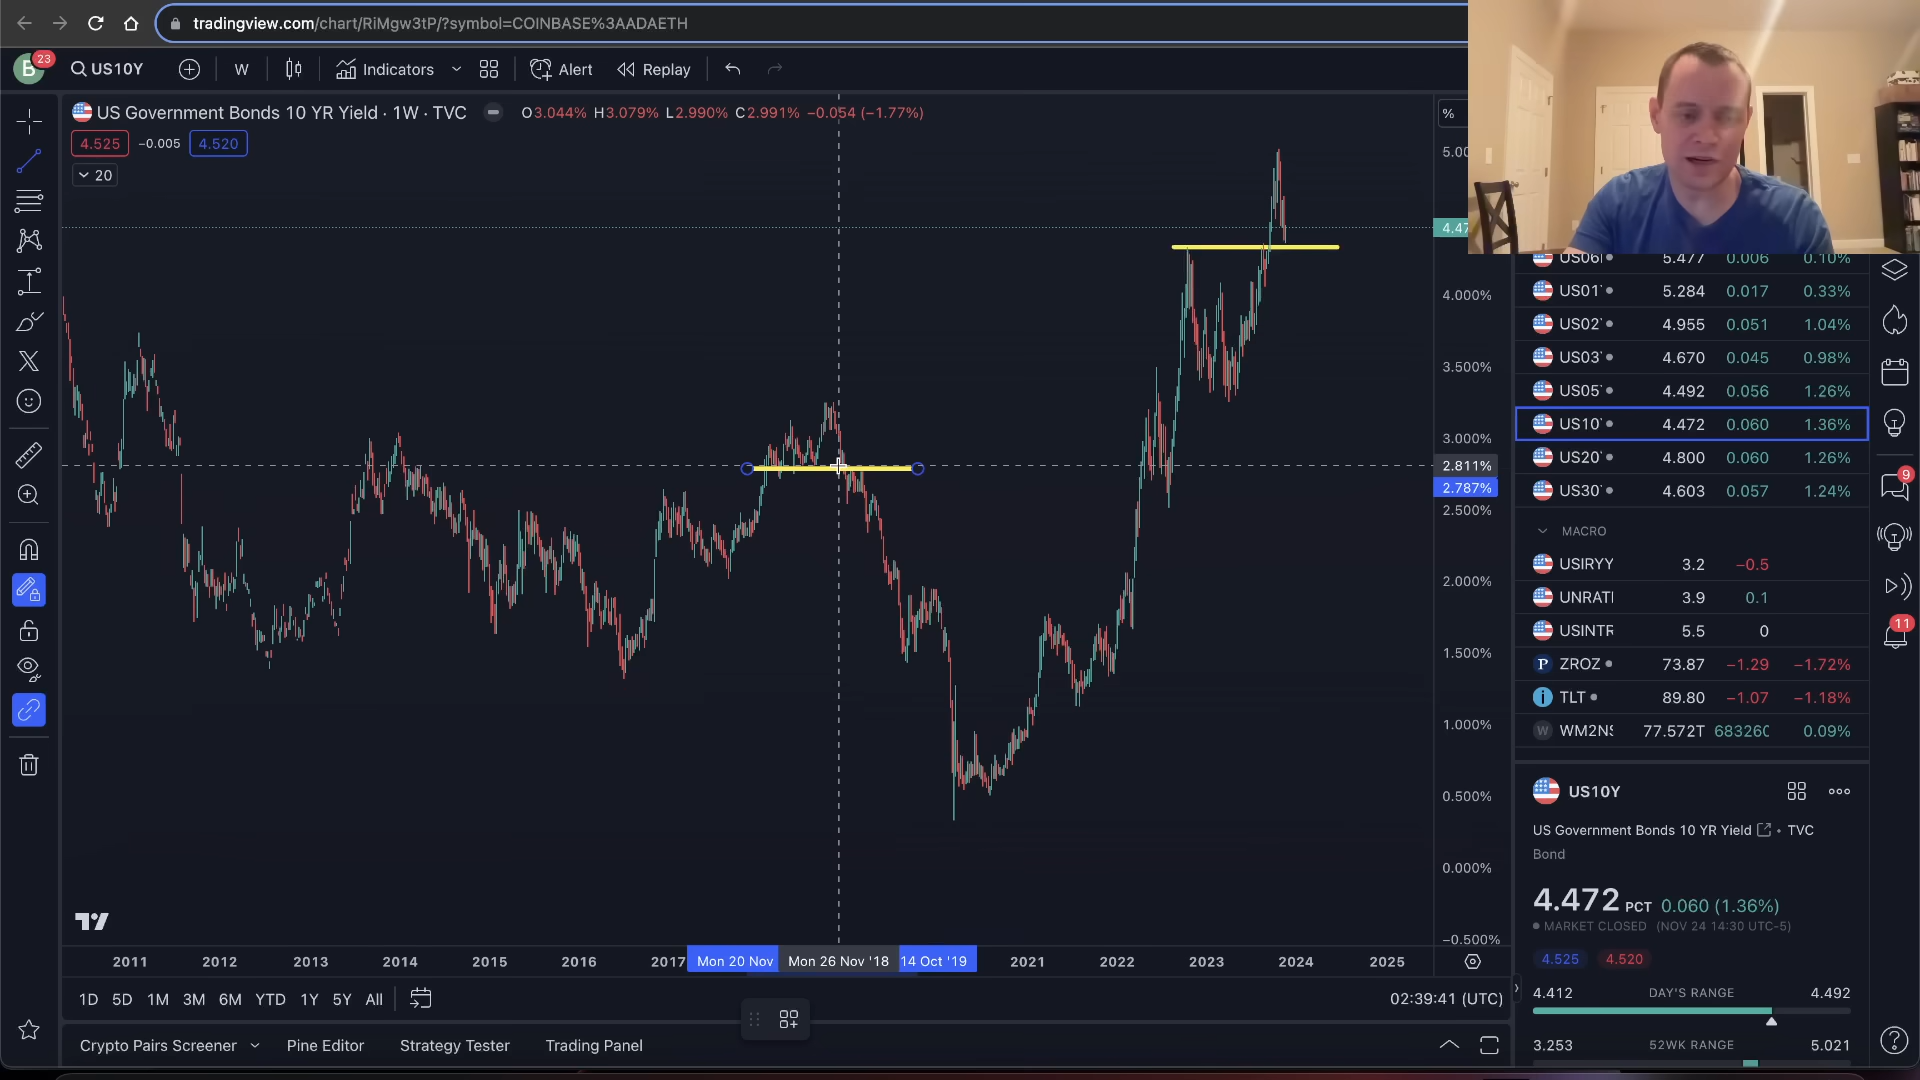 tradingview.com/chart/RiMgw3tP/?symbol=COINBASE%3AADAETH
B 23 US10Y W Indicators Alert Replay
US Government Bonds 10 YR Yield · 1W · TVC O3.044% H3.079% L2.990% C2.991% −0.054 (−1.77%) %
4.525 −0.005 4.520
20
5.00
4.47
4.000%
3.500%
3.000%
2.811%
2.787%
2.500%
2.000%
1.500%
1.000%
0.500%
0.000%
−0.500%
2011 2012 2013 2014 2015 2016 2017 Mon 20 Nov Mon 26 Nov '18 14 Oct '19 2021 2022 2023 2024 2025
1D 5D 1M 3M 6M YTD 1Y 5Y All 02:39:41 (UTC)
Crypto Pairs Screener Pine Editor Strategy Tester Trading Panel
US06 5.477 0.006 0.10%
US01 5.284 0.017 0.33%
US02 4.955 0.051 1.04%
US03 4.670 0.045 0.98%
US05 4.492 0.056 1.26%
US10 4.472 0.060 1.36%
US20 4.800 0.060 1.26%
US30 4.603 0.057 1.24%
MACRO
USIRYY 3.2 −0.5
UNRATI 3.9 0.1
USINTR 5.5 0
P ZROZ 73.87 −1.29 −1.72%
i TLT 89.80 −1.07 −1.18%
W WM2NS 77.572T 683260 0.09%
US10Y
US Government Bonds 10 YR Yield • TVC
Bond
4.472 PCT 0.060 (1.36%)
MARKET CLOSED (NOV 24 14:30 UTC-5)
4.525 4.520
4.412 DAY'S RANGE 4.492
3.253 52WK RANGE 5.021
9
11